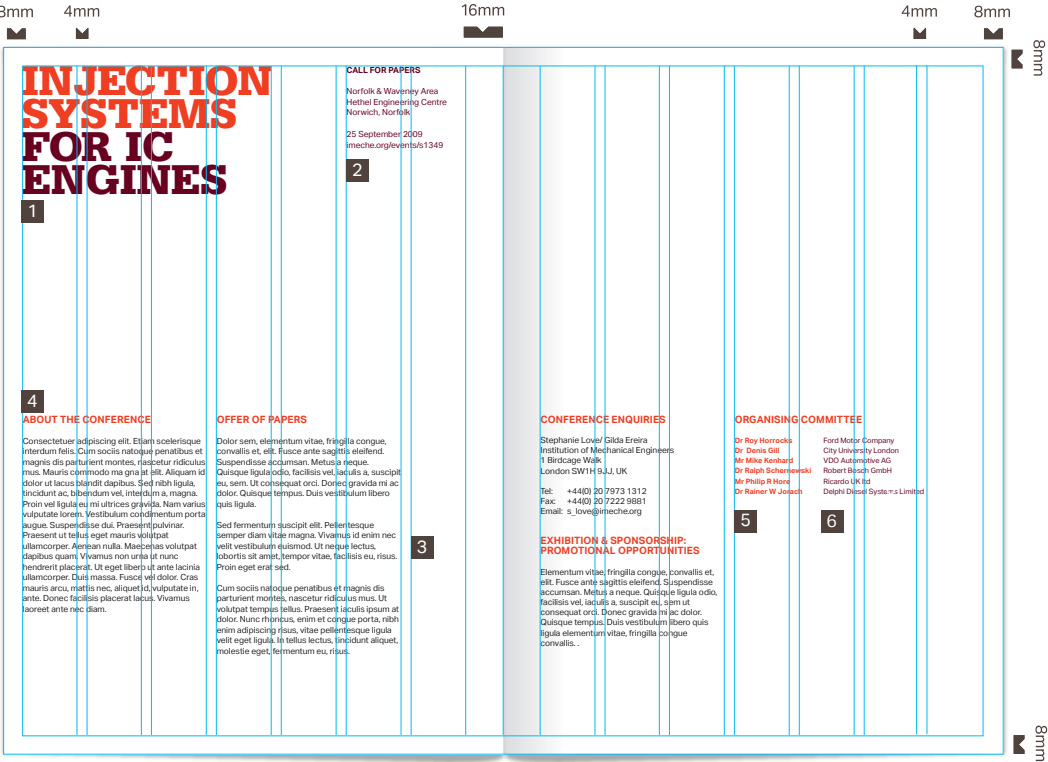 8mm
4mm
16mm
4mm
8mm
8mm
INJECTION
SYSTEMS
FOR IC
ENGINES
1
CALL FOR PAPERS
Norfolk & Waveney Area
Hethel Engineering Centre
Norwich, Norfolk
25 September 2009
imeche.org/events/s1349
2
4
ABOUT THE CONFERENCE
Consectetuer adipiscing elit. Etiam scelerisque
interdum felis. Cum sociis natoque penatibus et
magnis dis parturient montes, nascetur ridiculus
mus. Mauris commodo ma gna at elit. Aliquam id
dolor ut lacus blandit dapibus. Sed nibh ligula,
tincidunt ac, bibendum vel, interdum a, magna.
Proin vel ligula eu mi ultrices gravida. Nam varius
vulputate lorem. Vestibulum condimentum porta
augue. Suspendisse dui. Praesent pulvinar.
Praesent ut tellus eget mauris volutpat
ullamcorper. Aenean nulla. Maecenas volutpat
dapibus quam. Vivamus non urna ut nunc
hendrerit placerat. Ut eget libero ut ante lacinia
ullamcorper. Duis massa. Fusce vel dolor. Cras
mauris arcu, mattis nec, aliquet id, vulputate in,
ante. Donec facilisis placerat lacus. Vivamus
laoreet ante nec diam.
OFFER OF PAPERS
Dolor sem, elementum vitae, fringilla congue,
convallis et, elit. Fusce ante sagittis eleifend.
Suspendisse accumsan. Metus a neque.
Quisque ligula odio, facilisis vel, iaculis a, suscipit
eu, sem. Ut consequat orci. Donec gravida mi ac
dolor. Quisque tempus. Duis vestibulum libero
quis ligula.
Sed fermentum suscipit elit. Pellentesque
semper diam vitae magna. Vivamus id enim nec
velit vestibulum euismod. Ut neque lectus,
lobortis sit amet, tempor vitae, facilisis eu, risus.
Proin eget erat sed.
Cum sociis natoque penatibus et magnis dis
parturient montes, nascetur ridiculus mus. Ut
volutpat tempus tellus. Praesent iaculis ipsum at
dolor. Nunc rhoncus, enim et congue porta, nibh
enim adipiscing risus, vitae pellentesque ligula
velit eget ligula. In tellus lectus, tincidunt aliquet,
molestie eget, fermentum eu, risus.
3
CONFERENCE ENQUIRIES
Stephanie Love/ Gilda Ereira
Institution of Mechanical Engineers
1 Birdcage Walk
London SW1H 9JJ, UK
Tel: +44(0) 20 7973 1312
Fax: +44(0) 20 7222 9881
Email: s_love@imeche.org
EXHIBITION & SPONSORSHIP:
PROMOTIONAL OPPORTUNITIES
Elementum vitae, fringilla congue, convallis et,
elit. Fusce ante sagittis eleifend. Suspendisse
accumsan. Metus a neque. Quisque ligula odio,
facilisis vel, iaculis a, suscipit eu, sem ut
consequat orci. Donec gravida mi ac dolor.
Quisque tempus. Duis vestibulum libero quis
ligula elementum vitae, fringilla congue
convallis. .
ORGANISING COMMITTEE
Dr Roy Horrocks Ford Motor Company
Dr Denis Gill City University London
Mr Mike Kenhard VDO Automotive AG
Dr Ralph Schernewski Robert Bosch GmbH
Mr Philip R Hore Ricardo UK ltd
Dr Rainer W Jorach Delphi Diesel Systems Limited
5
6
8mm